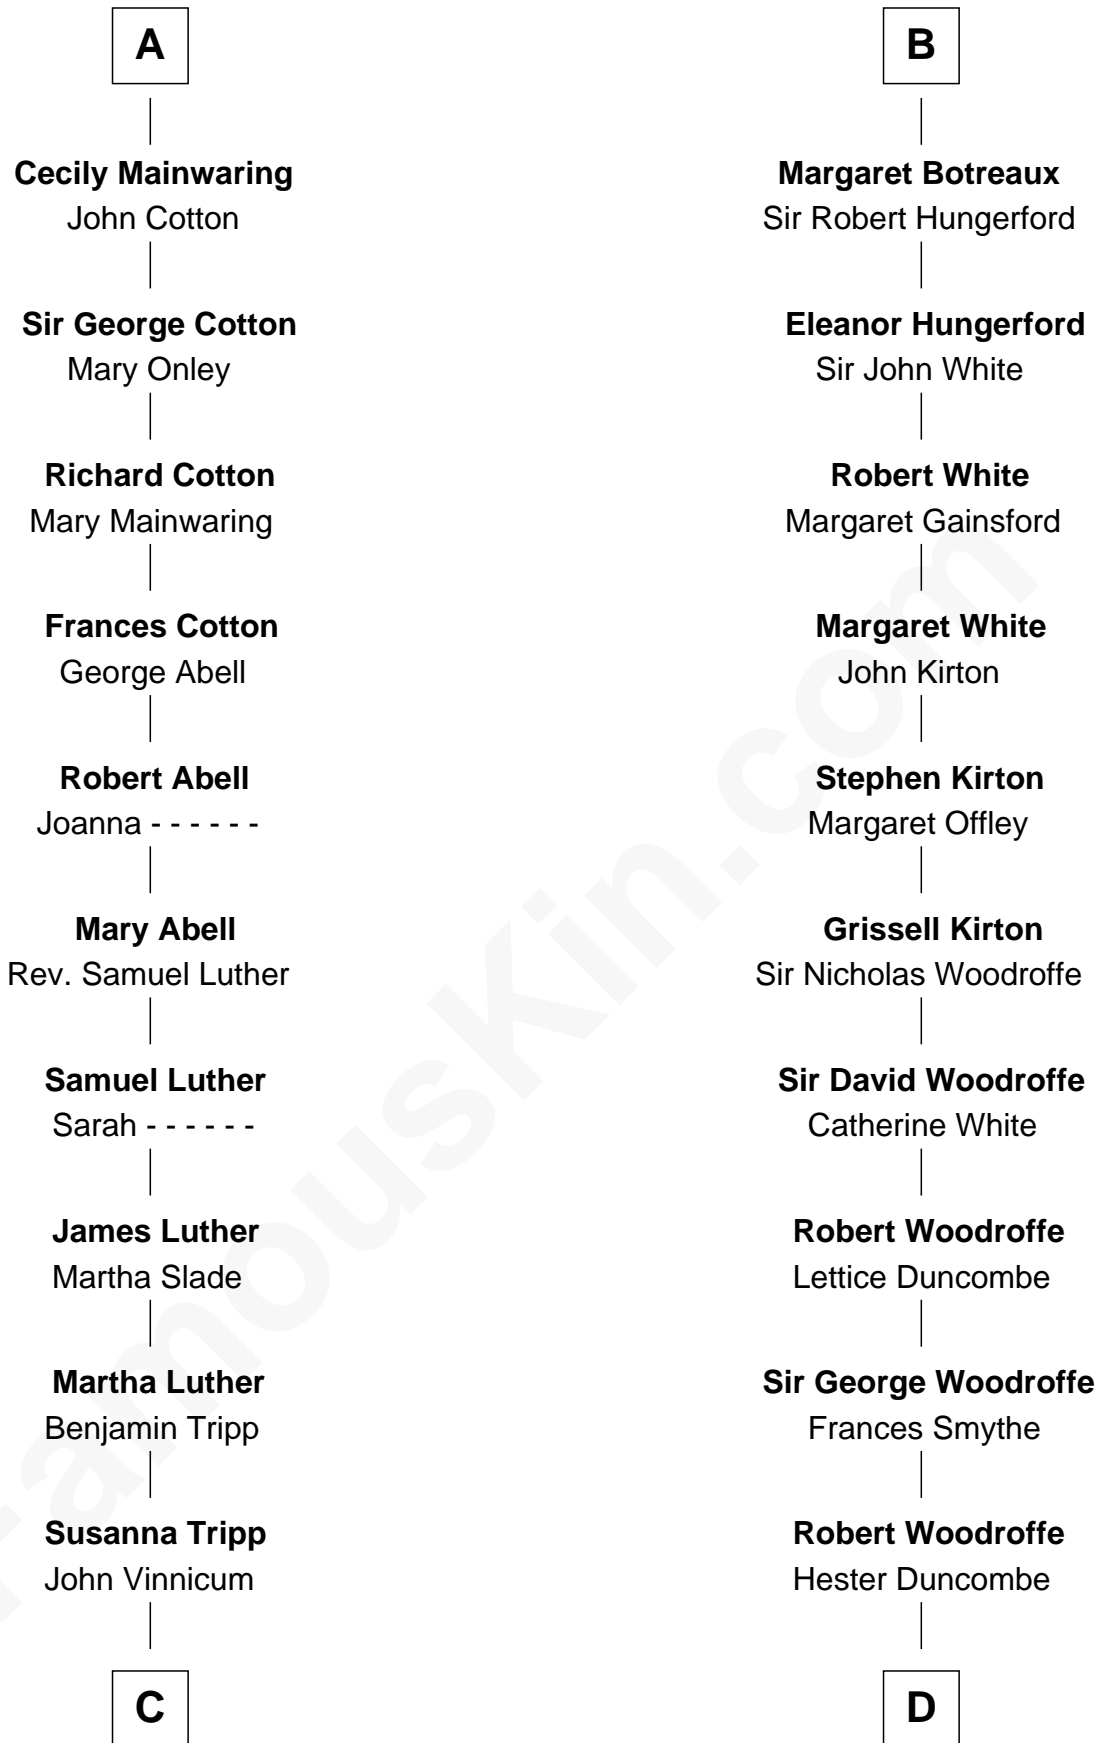 A
Cecily Mainwaring
John Cotton
Sir George Cotton
Mary Onley
Richard Cotton
Mary Mainwaring
Frances Cotton
George Abell
Robert Abell
Joanna - - - - - -
Mary Abell
Rev. Samuel Luther
Samuel Luther
Sarah - - - - - -
James Luther
Martha Slade
Martha Luther
Benjamin Tripp
Susanna Tripp
John Vinnicum
C
B
Margaret Botreaux
Sir Robert Hungerford
Eleanor Hungerford
Sir John White
Robert White
Margaret Gainsford
Margaret White
John Kirton
Stephen Kirton
Margaret Offley
Grissell Kirton
Sir Nicholas Woodroffe
Sir David Woodroffe
Catherine White
Robert Woodroffe
Lettice Duncombe
Sir George Woodroffe
Frances Smythe
Robert Woodroffe
Hester Duncombe
D
FamousKin.com